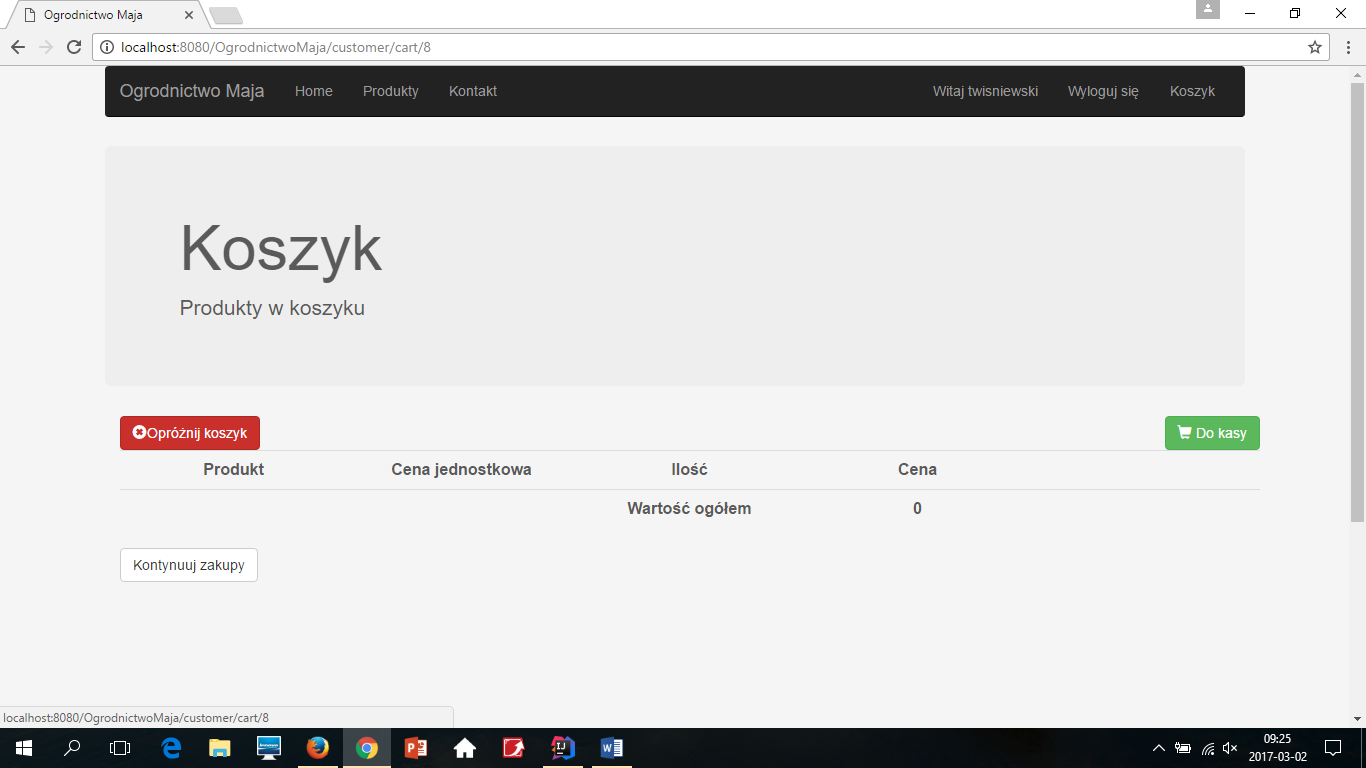 Ogrodnictwo Maja
localhost:8080/OgrodnictwoMaja/customer/cart/8
Ogrodnictwo Maja Home Produkty Kontakt Witaj twisniewski Wyloguj się Koszyk
Koszyk
Produkty w koszyku
Opróżnij koszyk Do kasy
Produkt Cena jednostkowa Ilość Cena
Wartość ogółem 0
Kontynuuj zakupy
localhost:8080/OgrodnictwoMaja/customer/cart/8
09:25
2017-03-02